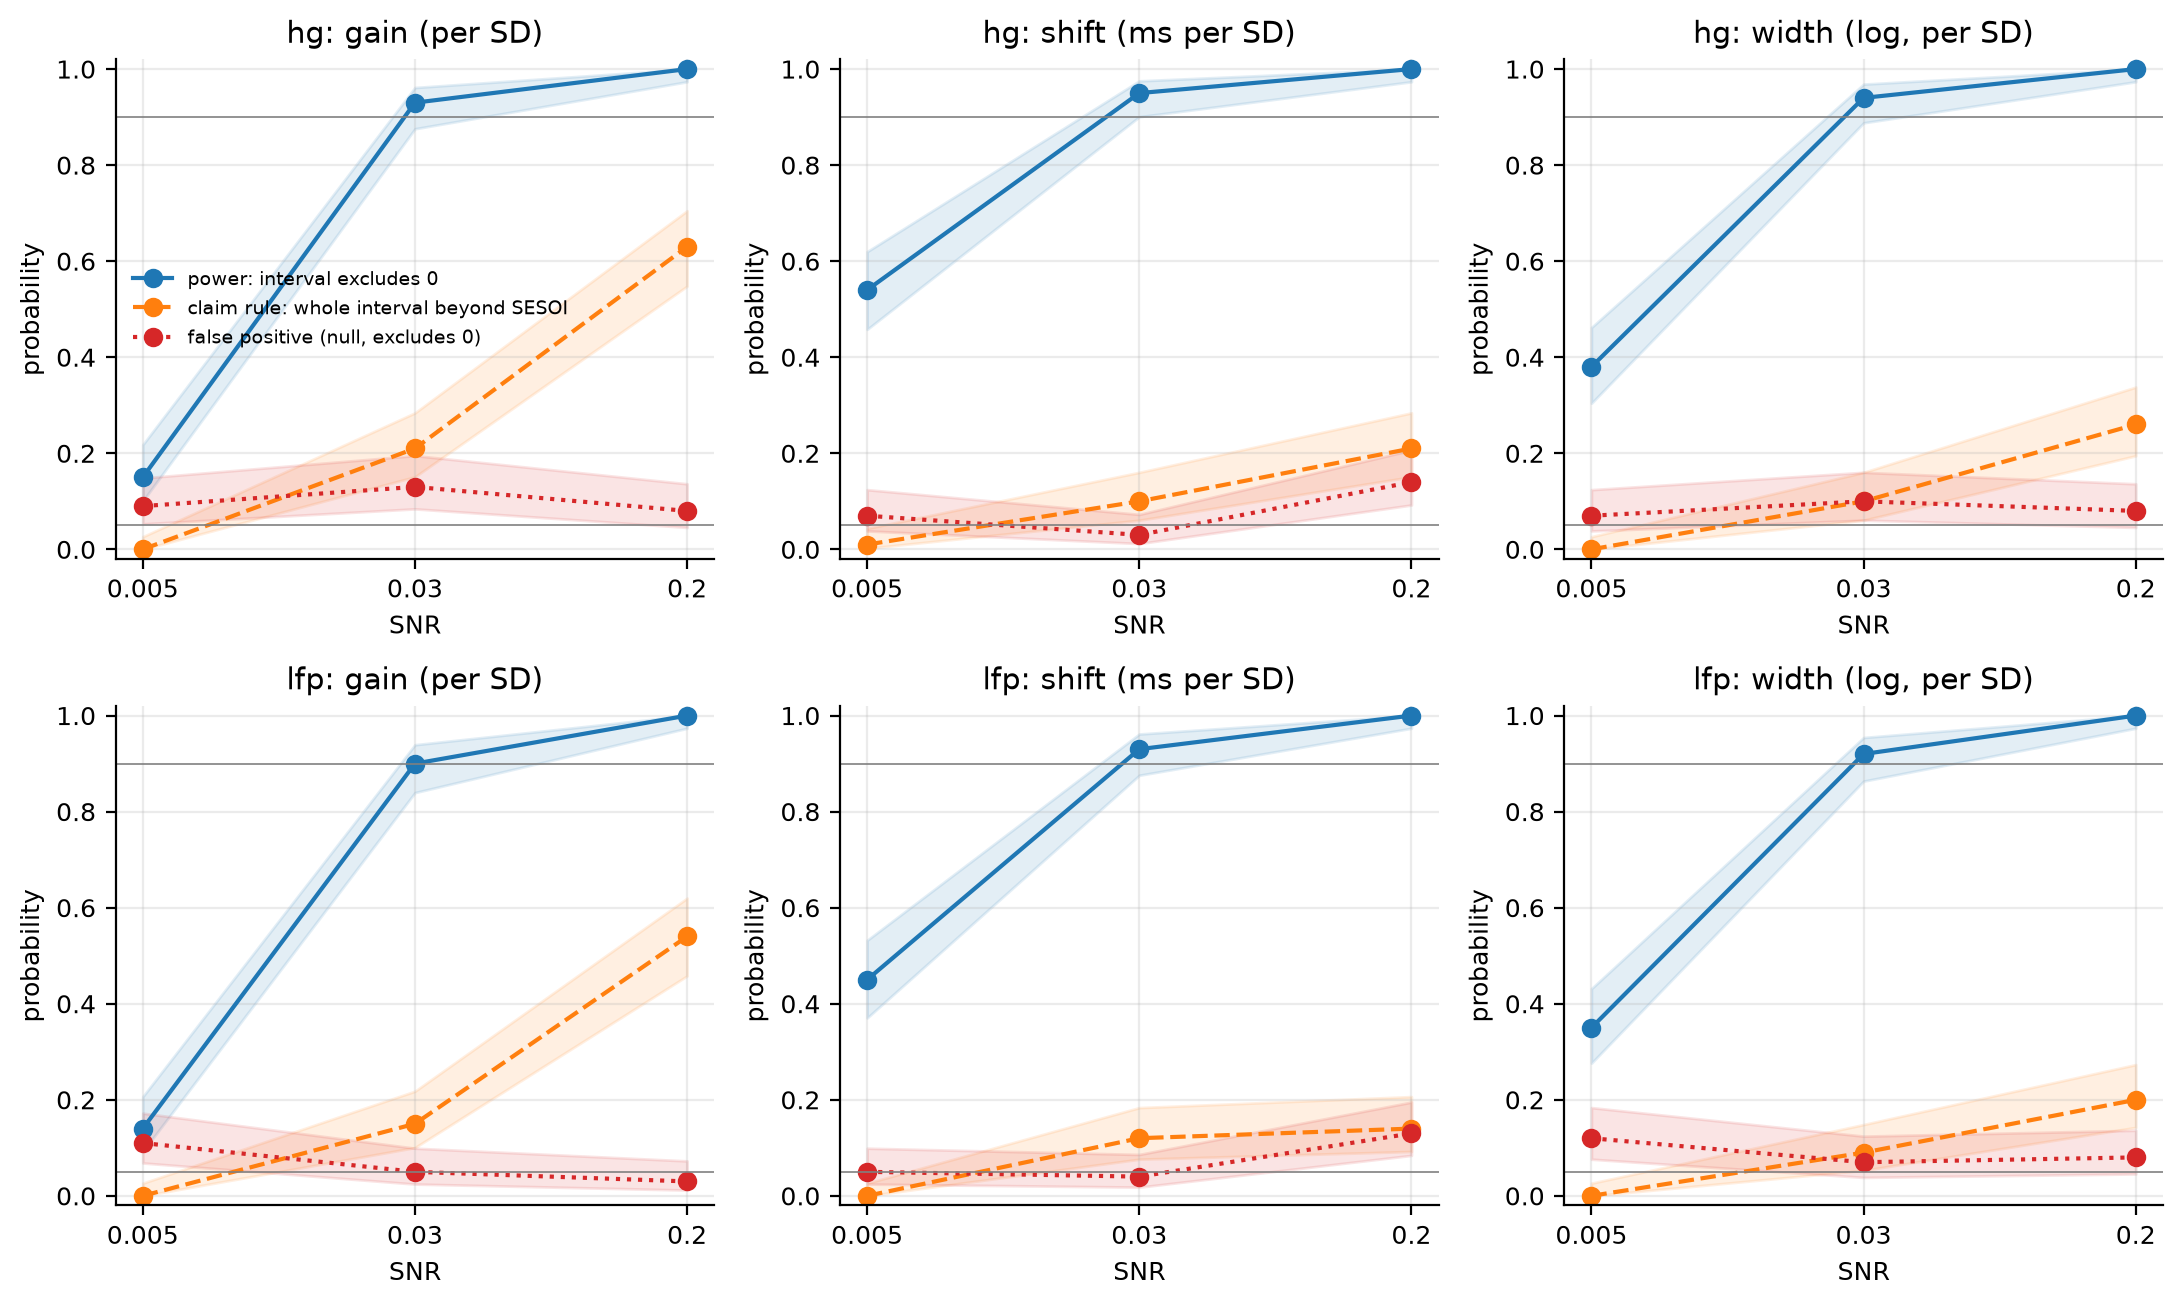 hg: gain (per SD)
probability
1.0
0.8
0.6
0.4
0.2
0.0
power: interval excludes 0
claim rule: whole interval beyond SESOI
false positive (null, excludes 0)
0.005 0.03 0.2
SNR
hg: shift (ms per SD)
probability
1.0
0.8
0.6
0.4
0.2
0.0
0.005 0.03 0.2
SNR
hg: width (log, per SD)
probability
1.0
0.8
0.6
0.4
0.2
0.0
0.005 0.03 0.2
SNR
lfp: gain (per SD)
probability
1.0
0.8
0.6
0.4
0.2
0.0
0.005 0.03 0.2
SNR
lfp: shift (ms per SD)
probability
1.0
0.8
0.6
0.4
0.2
0.0
0.005 0.03 0.2
SNR
lfp: width (log, per SD)
probability
1.0
0.8
0.6
0.4
0.2
0.0
0.005 0.03 0.2
SNR